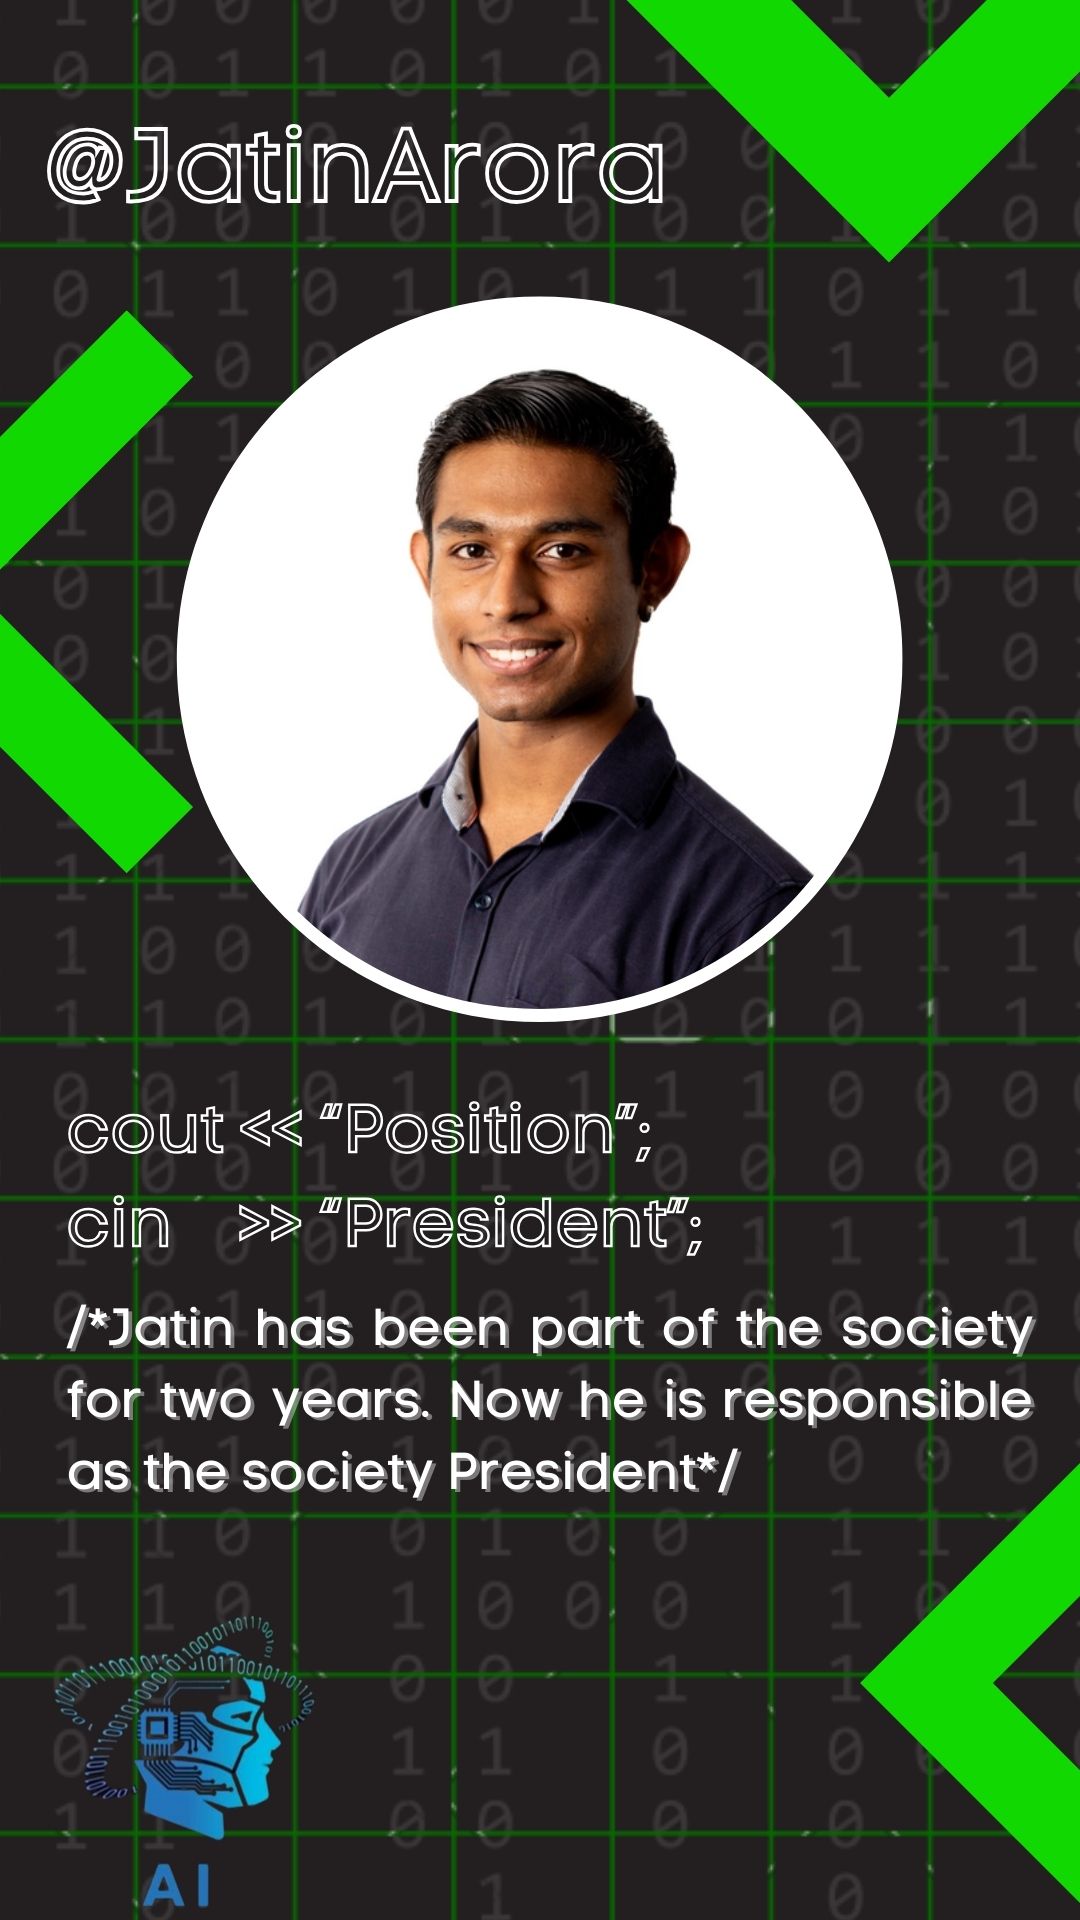 @JatinArora
cout << “Position”;
cin >> “President”;
/*Jatin has been part of the society
for two years. Now he is responsible
as the society President*/
AI